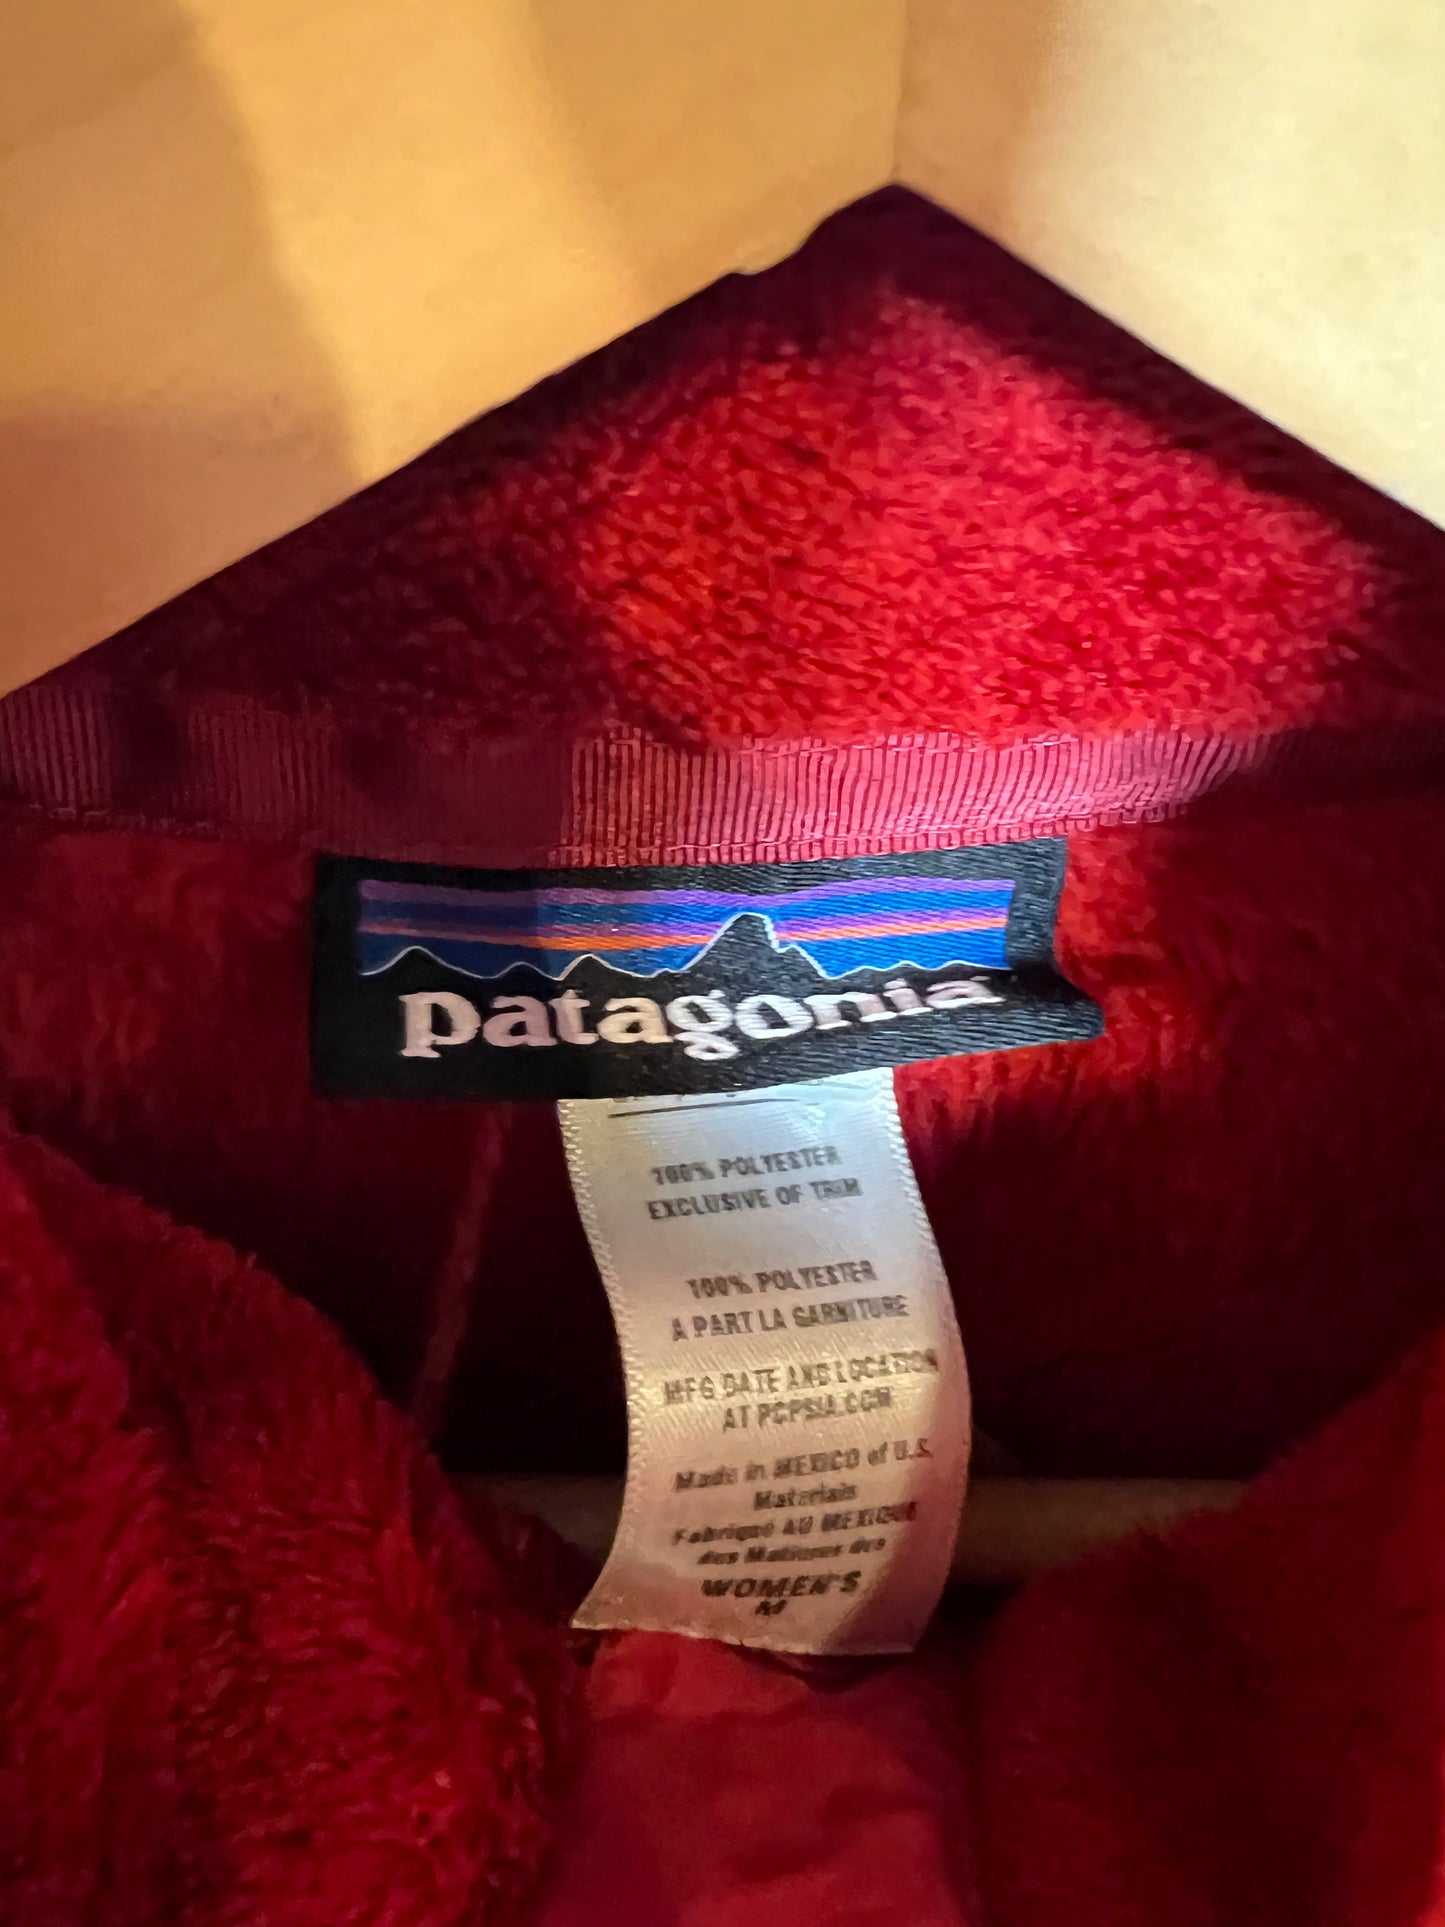 patagonia
100% POLYESTER
EXCLUSIVE OF TRIM
100% POLYESTER
A PART LA GARNITURE
MFG DATE AND LOCATION
AT PCPSIA.COM
Made in MEXICO of U.S.
Materials
Fabriqué AU MEXIQUE
des
WOMEN'S
M